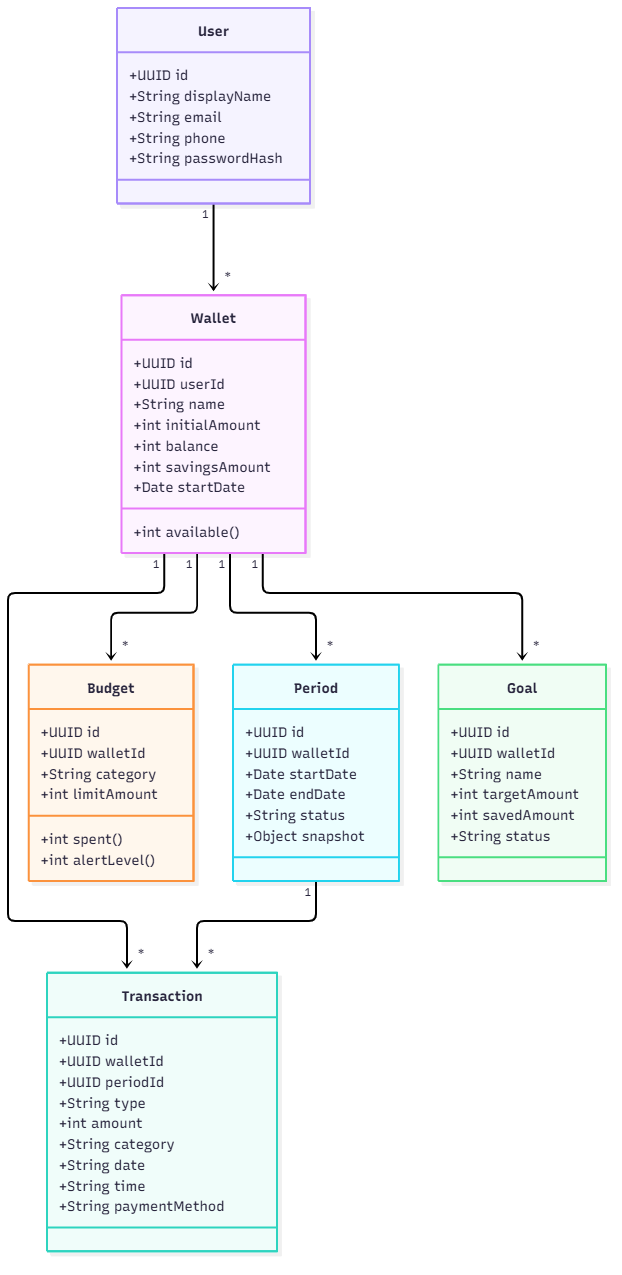 User
+UUID id
+String displayName
+String email
+String phone
+String passwordHash
1
*
Wallet
+UUID id
+UUID userId
+String name
+int initialAmount
+int balance
+int savingsAmount
+Date startDate
+int available()
1
1
1
1
*
*
*
Budget
+UUID id
+UUID walletId
+String category
+int limitAmount
+int spent()
+int alertLevel()
Period
+UUID id
+UUID walletId
+Date startDate
+Date endDate
+String status
+Object snapshot
Goal
+UUID id
+UUID walletId
+String name
+int targetAmount
+int savedAmount
+String status
1
*
*
Transaction
+UUID id
+UUID walletId
+UUID periodId
+String type
+int amount
+String category
+String date
+String time
+String paymentMethod